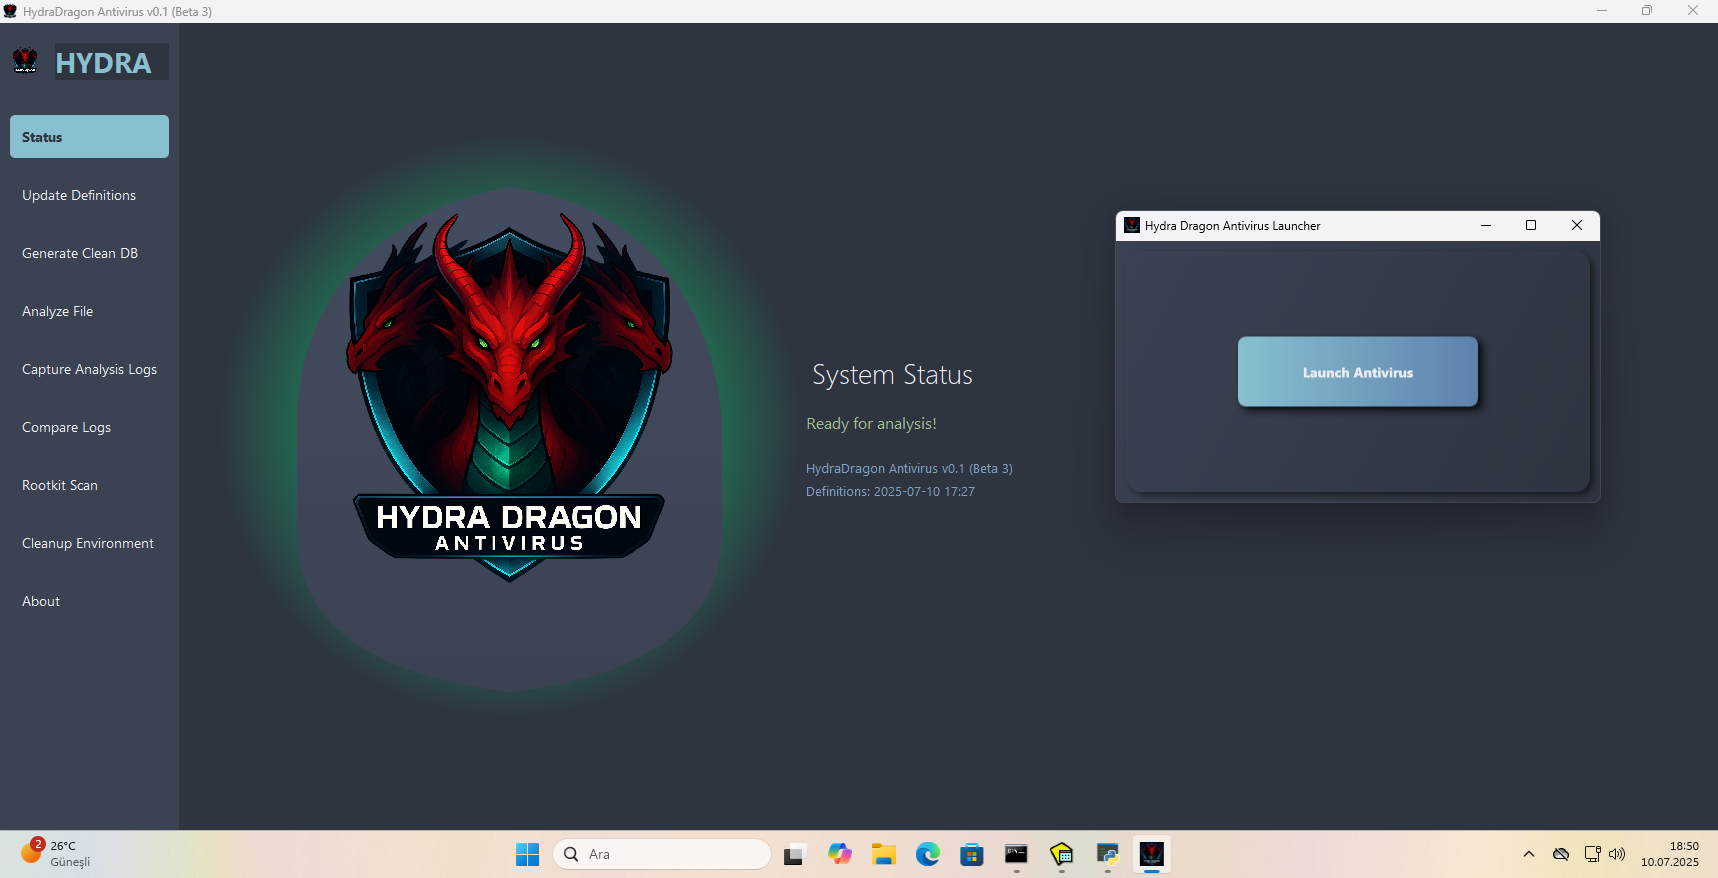 HydraDragon Antivirus v0.1 (Beta 3)
HYDRA
Status
Update Definitions
Generate Clean DB
Analyze File
Capture Analysis Logs
Compare Logs
Rootkit Scan
Cleanup Environment
About
HYDRA DRAGON
ANTIVIRUS
System Status
Ready for analysis!
HydraDragon Antivirus v0.1 (Beta 3)
Definitions: 2025-07-10 17:27
Hydra Dragon Antivirus Launcher
Launch Antivirus
2
26°C
Güneşli
Ara
18:50
10.07.2025